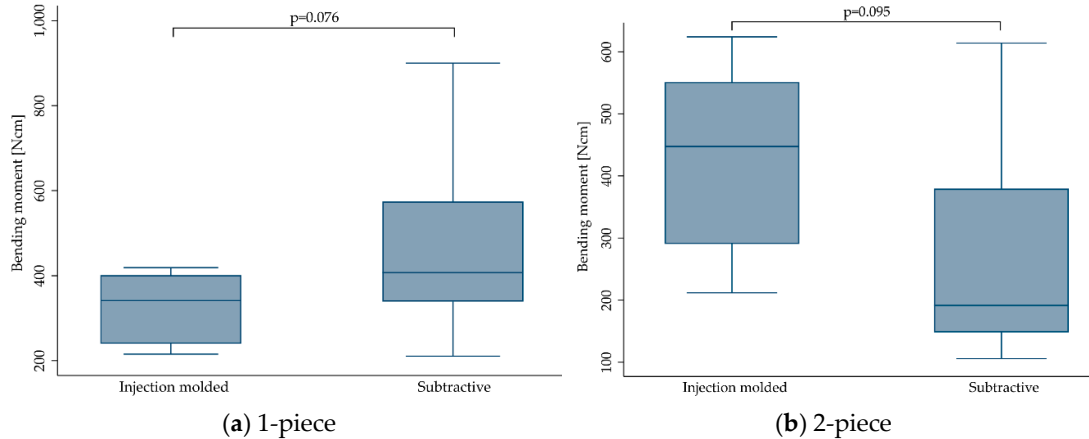 p=0.076
1,000
800
600
400
200
Bending moment [Ncm]
Injection molded
Subtractive
(a) 1-piece
p=0.095
600
500
400
300
200
100
Bending moment [Ncm]
Injection molded
Subtractive
(b) 2-piece